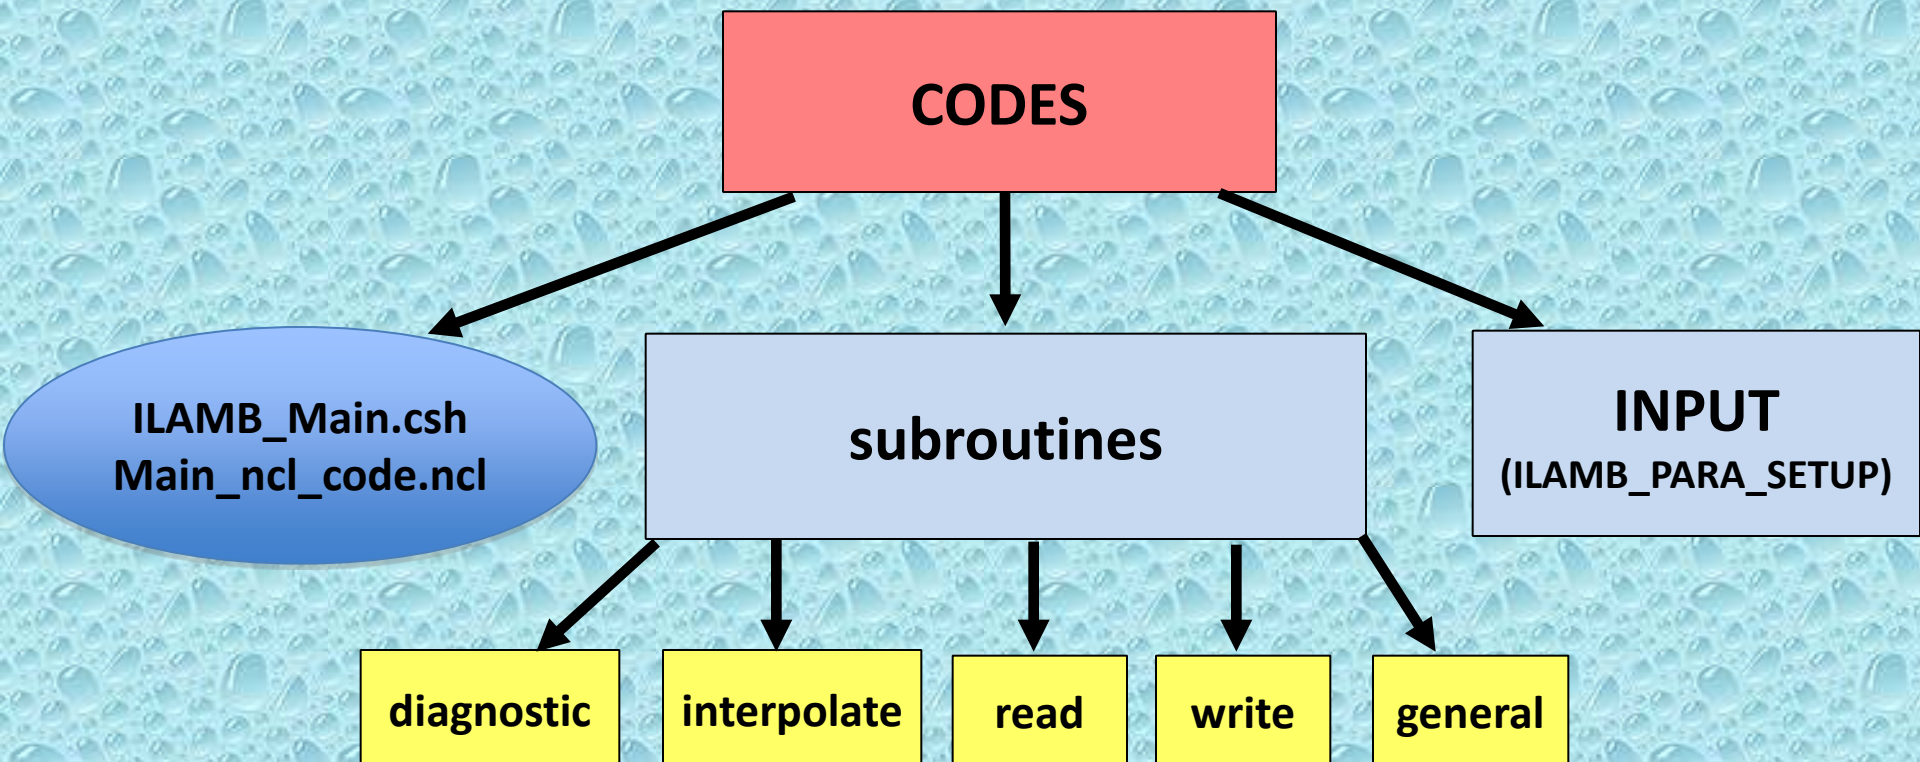 CODES
ILAMB_Main.csh
Main_ncl_code.ncl
subroutines
INPUT
(ILAMB_PARA_SETUP)
diagnostic
interpolate
read
write
general